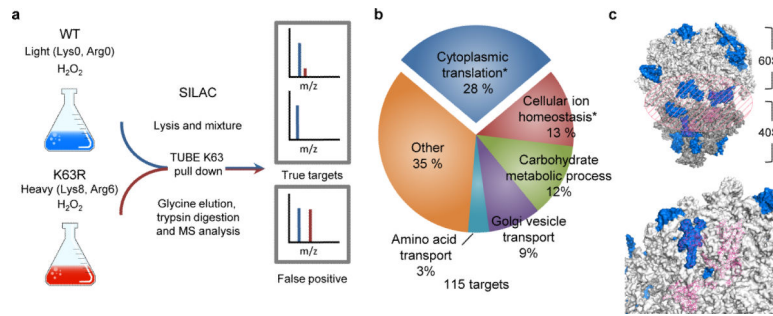 a
WT
Light (Lys0, Arg0)
H₂O₂
K63R
Heavy (Lys8, Arg6)
H₂O₂
SILAC
Lysis and mixture
TUBE K63
pull down
Glycine elution,
trypsin digestion
and MS analysis
m/z
m/z
True targets
m/z
False positive
b
Cytoplasmic
translation*
28 %
Cellular ion
homeostasis*
13 %
Carbohydrate
metabolic process
12%
Golgi vesicle
transport
9%
Amino acid
transport
3%
Other
35 %
115 targets
c